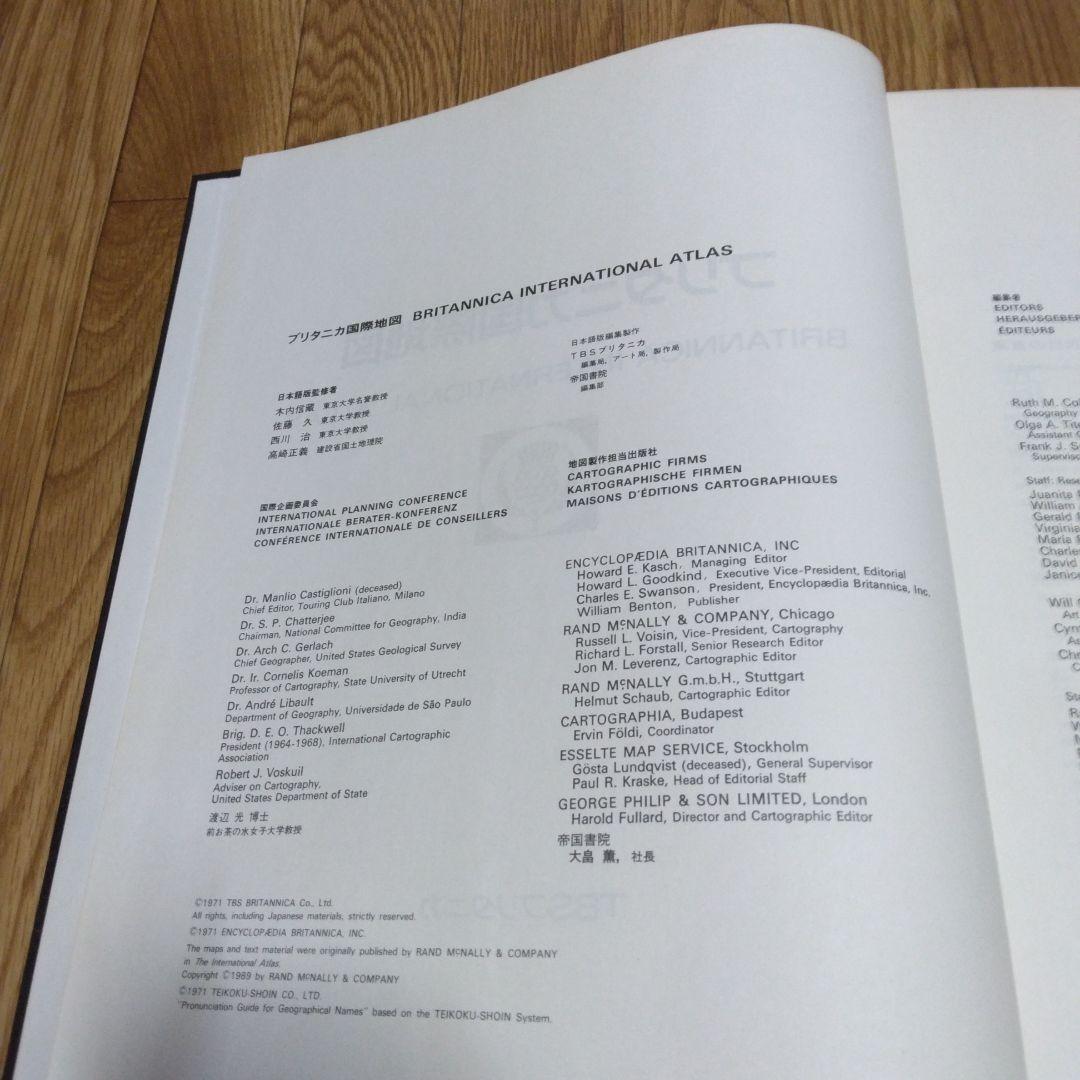 ブリタニカ国際地図 BRITANNICA INTERNATIONAL ATLAS
日本語版監修者
木内信蔵 東京大学名誉教授
佐藤 久 東京大学教授
西川 治 東京大学教授
高崎正義 建設省国土地理院
日本語版編集製作
TBSブリタニカ
編集局，アート局，製作局
帝国書院
編集部
国際企画委員会
INTERNATIONAL PLANNING CONFERENCE
INTERNATIONALE BERATER-KONFERENZ
CONFÉRENCE INTERNATIONALE DE CONSEILLERS
Dr. Manlio Castiglioni (deceased)
Chief Editor, Touring Club Italiano, Milano
Dr. S. P. Chatterjee
Chairman, National Committee for Geography, India
Dr. Arch C. Gerlach
Chief Geographer, United States Geological Survey
Dr. Ir. Cornelis Koeman
Professor of Cartography, State University of Utrecht
Dr. André Libault
Department of Geography, Universidade de São Paulo
Brig. D. E. O. Thackwell
President (1964-1968), International Cartographic
Association
Robert J. Voskuil
Adviser on Cartography,
United States Department of State
渡辺 光 博士
前お茶の水女子大学教授
地図製作担当出版社
CARTOGRAPHIC FIRMS
KARTOGRAPHISCHE FIRMEN
MAISONS D'ÉDITIONS CARTOGRAPHIQUES
ENCYCLOPÆDIA BRITANNICA, INC
Howard E. Kasch, Managing Editor
Howard L. Goodkind, Executive Vice-President, Editorial
Charles E. Swanson, President, Encyclopædia Britannica, Inc.
William Benton, Publisher
RAND McNALLY & COMPANY, Chicago
Russell L. Voisin, Vice-President, Cartography
Richard L. Forstall, Senior Research Editor
Jon M. Leverenz, Cartographic Editor
RAND McNALLY G.m.b.H., Stuttgart
Helmut Schaub, Cartographic Editor
CARTOGRAPHIA, Budapest
Ervin Földi, Coordinator
ESSELTE MAP SERVICE, Stockholm
Gösta Lundqvist (deceased), General Supervisor
Paul R. Kraske, Head of Editorial Staff
GEORGE PHILIP & SON LIMITED, London
Harold Fullard, Director and Cartographic Editor
帝国書院
大畠 薫，社長
©1971 TBS BRITANNICA Co., Ltd.
All rights, including Japanese materials, strictly reserved.
©1971 ENCYCLOPÆDIA BRITANNICA, INC.
The maps and text material were originally published by RAND McNALLY & COMPANY
in The International Atlas.
Copyright ©1989 by RAND McNALLY & COMPANY
©1971 TEIKOKU-SHOIN CO., LTD.
"Pronunciation Guide for Geographical Names" based on the TEIKOKU-SHOIN System.
編集者
EDITORS
HERAUSGEBER
ÉDITEURS
Ruth M.
Geography
Olga A.
Assistant
Frank J.
Staff:
Juanita
William
Gerald
Virginia
Maria
Charles
David
Janice
Will